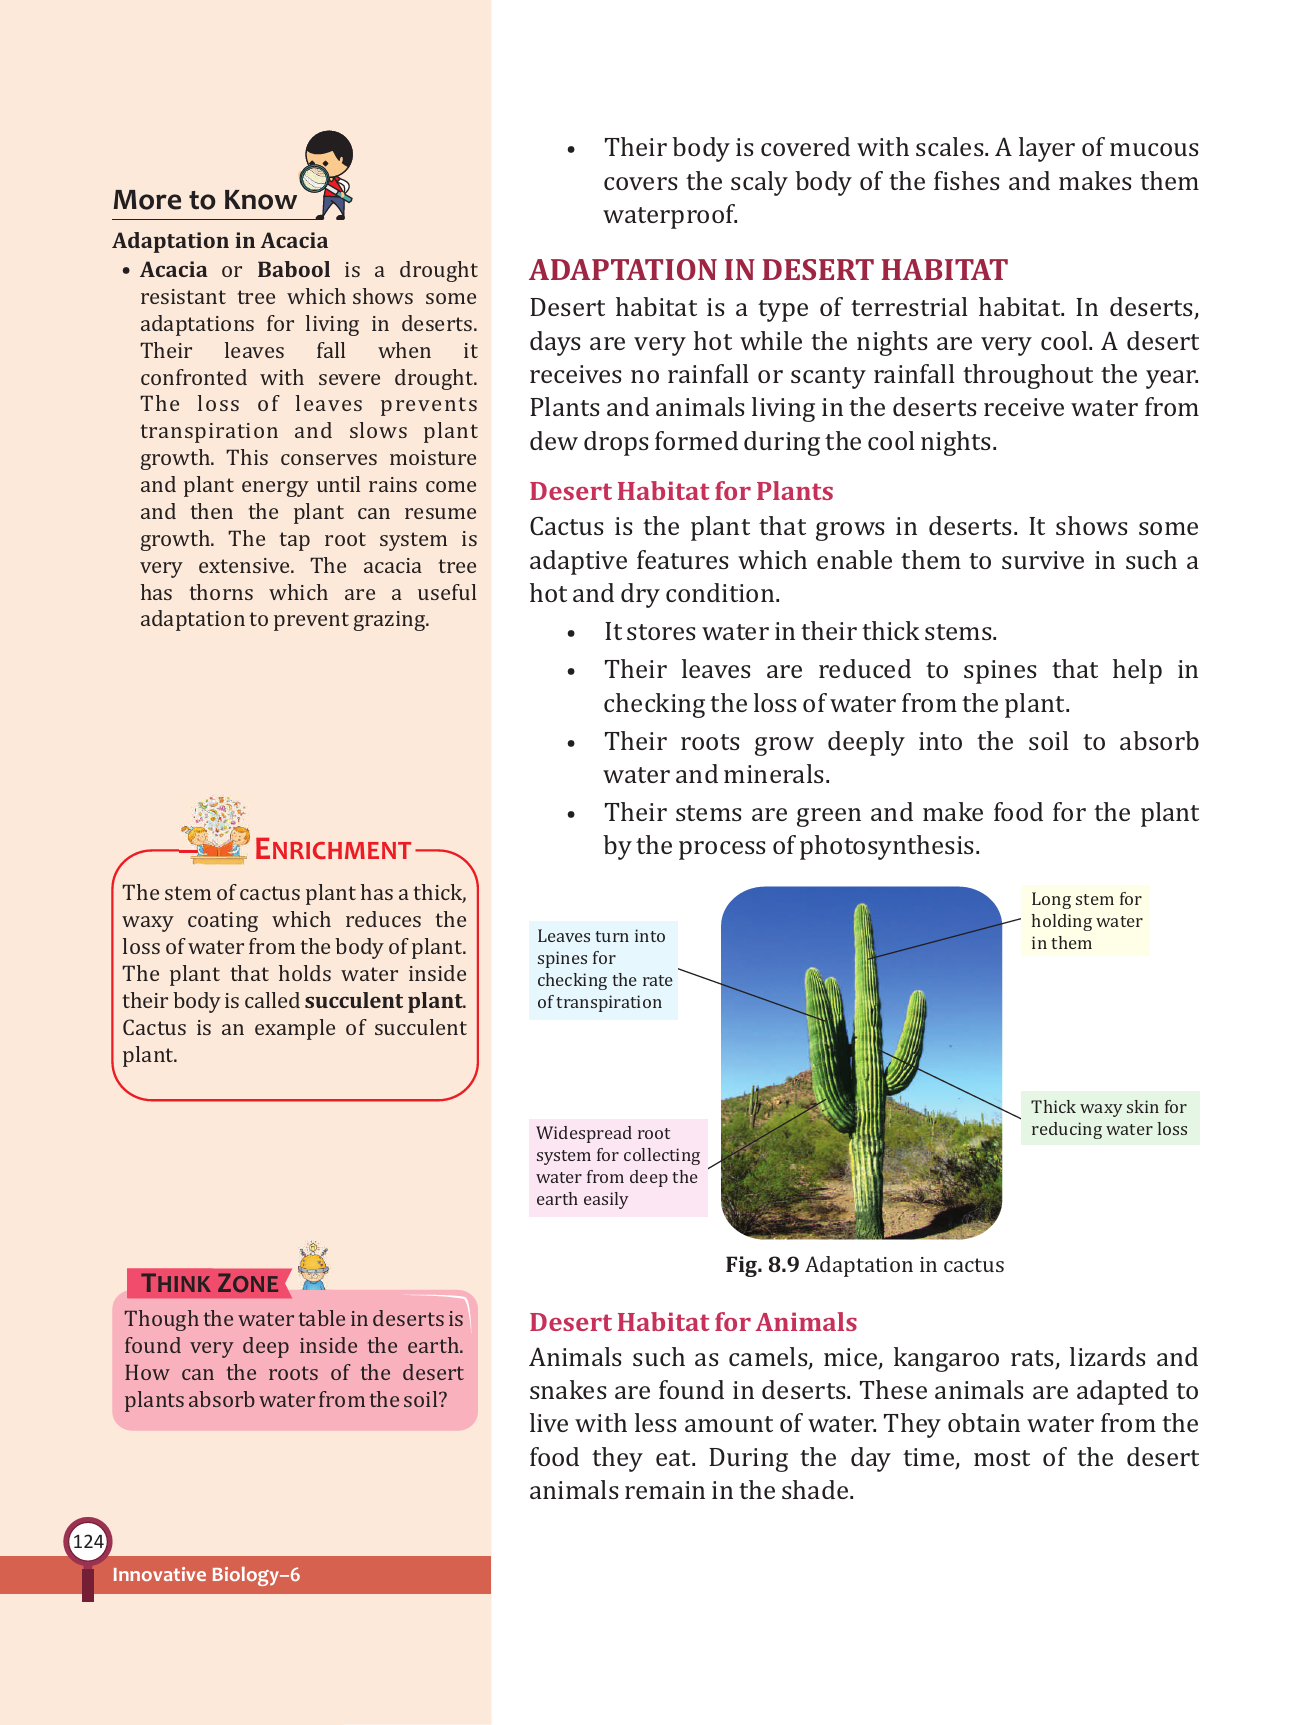 More to Know
Adaptation in Acacia
• Acacia or Babool is a drought
resistant tree which shows some
adaptations for living in deserts.
Their leaves fall when it
confronted with severe drought.
The loss of leaves prevents
transpiration and slows plant
growth. This conserves moisture
and plant energy until rains come
and then the plant can resume
growth. The tap root system is
very extensive. The acacia tree
has thorns which are a useful
adaptation to prevent grazing.
ENRICHMENT
The stem of cactus plant has a thick,
waxy coating which reduces the
loss of water from the body of plant.
The plant that holds water inside
their body is called succulent plant.
Cactus is an example of succulent
plant.
THINK ZONE
Though the water table in deserts is
found very deep inside the earth.
How can the roots of the desert
plants absorb water from the soil?
• Their body is covered with scales. A layer of mucous
covers the scaly body of the fishes and makes them
waterproof.
ADAPTATION IN DESERT HABITAT
Desert habitat is a type of terrestrial habitat. In deserts,
days are very hot while the nights are very cool. A desert
receives no rainfall or scanty rainfall throughout the year.
Plants and animals living in the deserts receive water from
dew drops formed during the cool nights.
Desert Habitat for Plants
Cactus is the plant that grows in deserts. It shows some
adaptive features which enable them to survive in such a
hot and dry condition.
• It stores water in their thick stems.
• Their leaves are reduced to spines that help in
checking the loss of water from the plant.
• Their roots grow deeply into the soil to absorb
water and minerals.
• Their stems are green and make food for the plant
by the process of photosynthesis.
Leaves turn into
spines for
checking the rate
of transpiration
Long stem for
holding water
in them
Widespread root
system for collecting
water from deep the
earth easily
Thick waxy skin for
reducing water loss
Fig. 8.9 Adaptation in cactus
Desert Habitat for Animals
Animals such as camels, mice, kangaroo rats, lizards and
snakes are found in deserts. These animals are adapted to
live with less amount of water. They obtain water from the
food they eat. During the day time, most of the desert
animals remain in the shade.
124
Innovative Biology–6